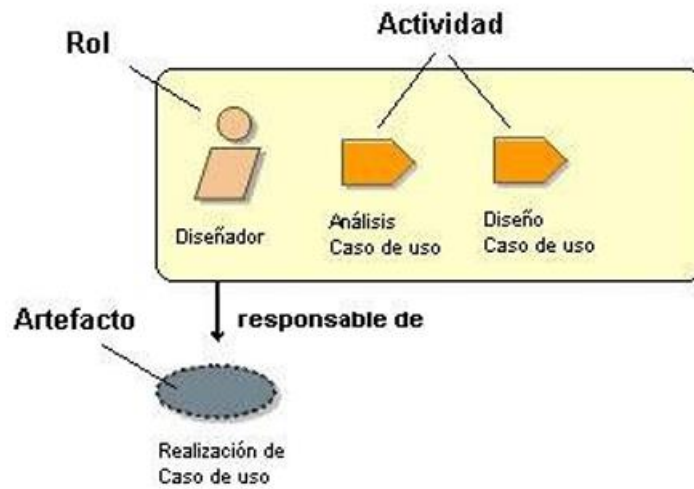 Actividad
Rol
Diseñador
Análisis
Caso de uso
Diseño
Caso de uso
Artefacto
responsable de
Realización de
Caso de uso